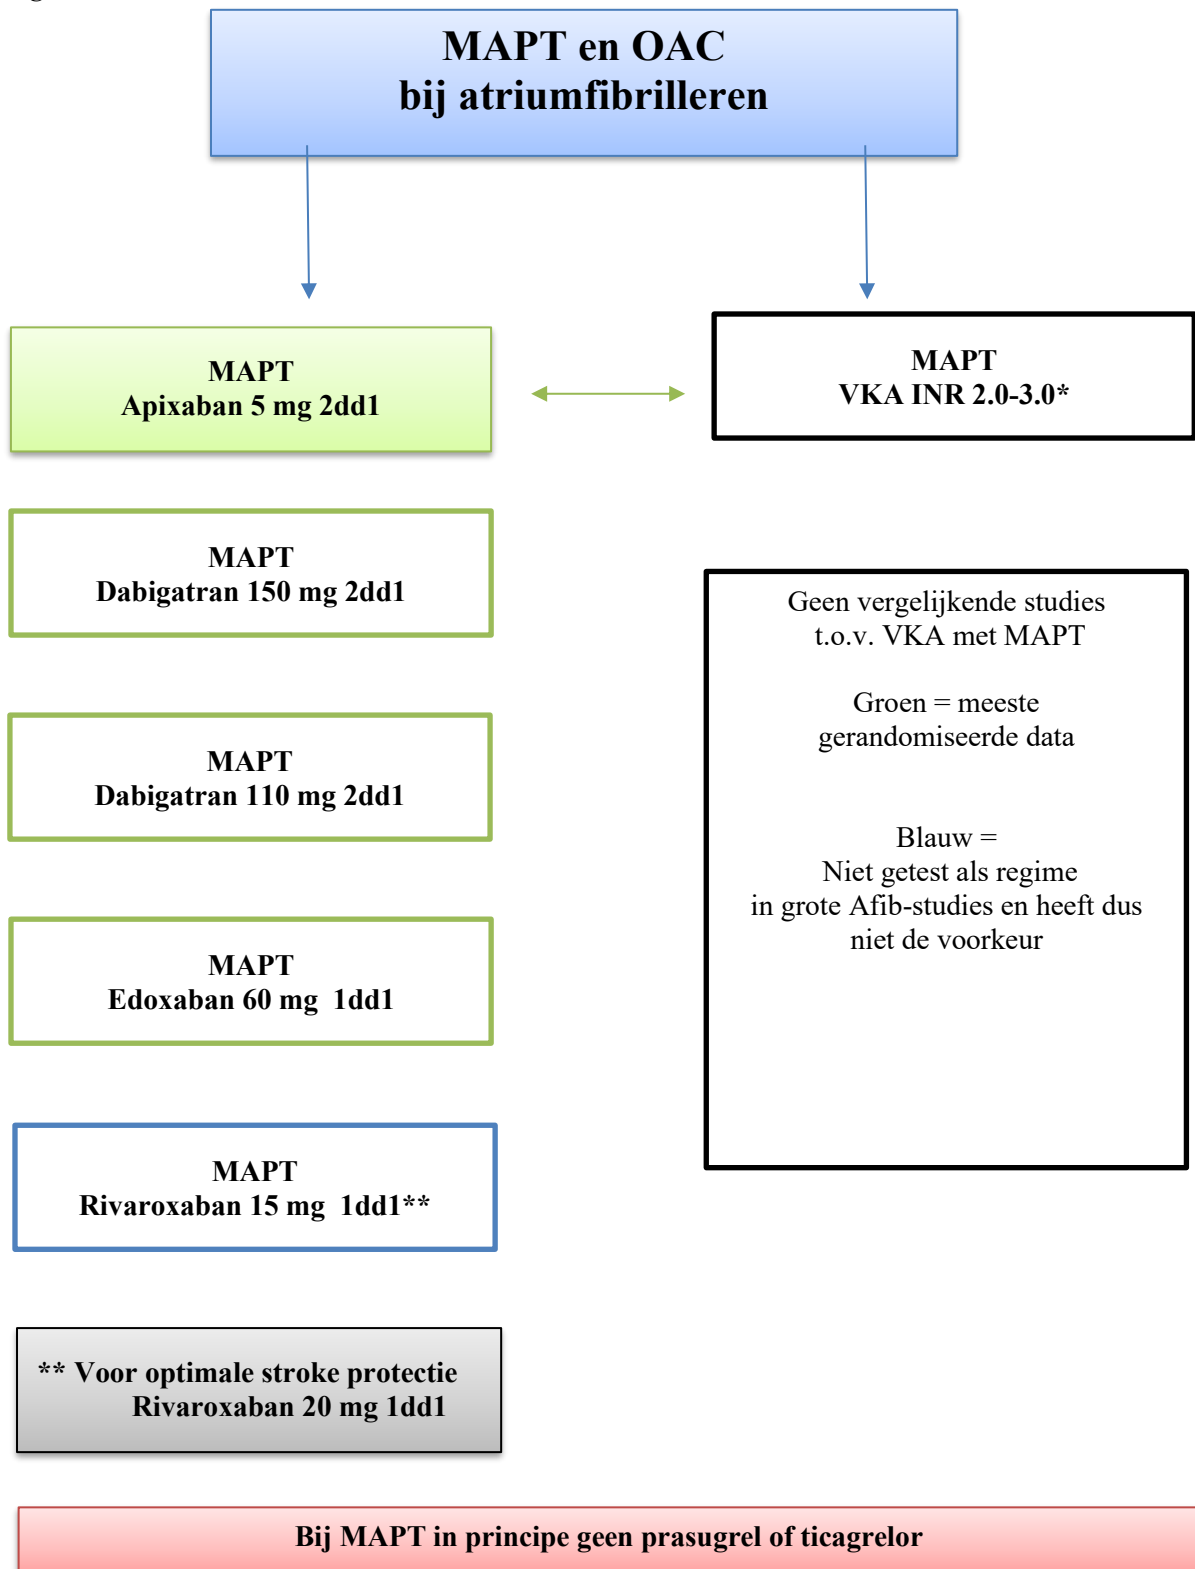 MAPT en OAC
bij atriumfibrilleren
MAPT
Apixaban 5 mg 2dd1
MAPT
VKA INR 2.0-3.0*
MAPT
Dabigatran 150 mg 2dd1
Geen vergelijkende studies
t.o.v. VKA met MAPT
Groen = meeste
gerandomiseerde data
Blauw =
Niet getest als regime
in grote Afib-studies en heeft dus
niet de voorkeur
MAPT
Dabigatran 110 mg 2dd1
MAPT
Edoxaban 60 mg 1dd1
MAPT
Rivaroxaban 15 mg 1dd1**
** Voor optimale stroke protectie
Rivaroxaban 20 mg 1dd1
Bij MAPT in principe geen prasugrel of ticagrelor